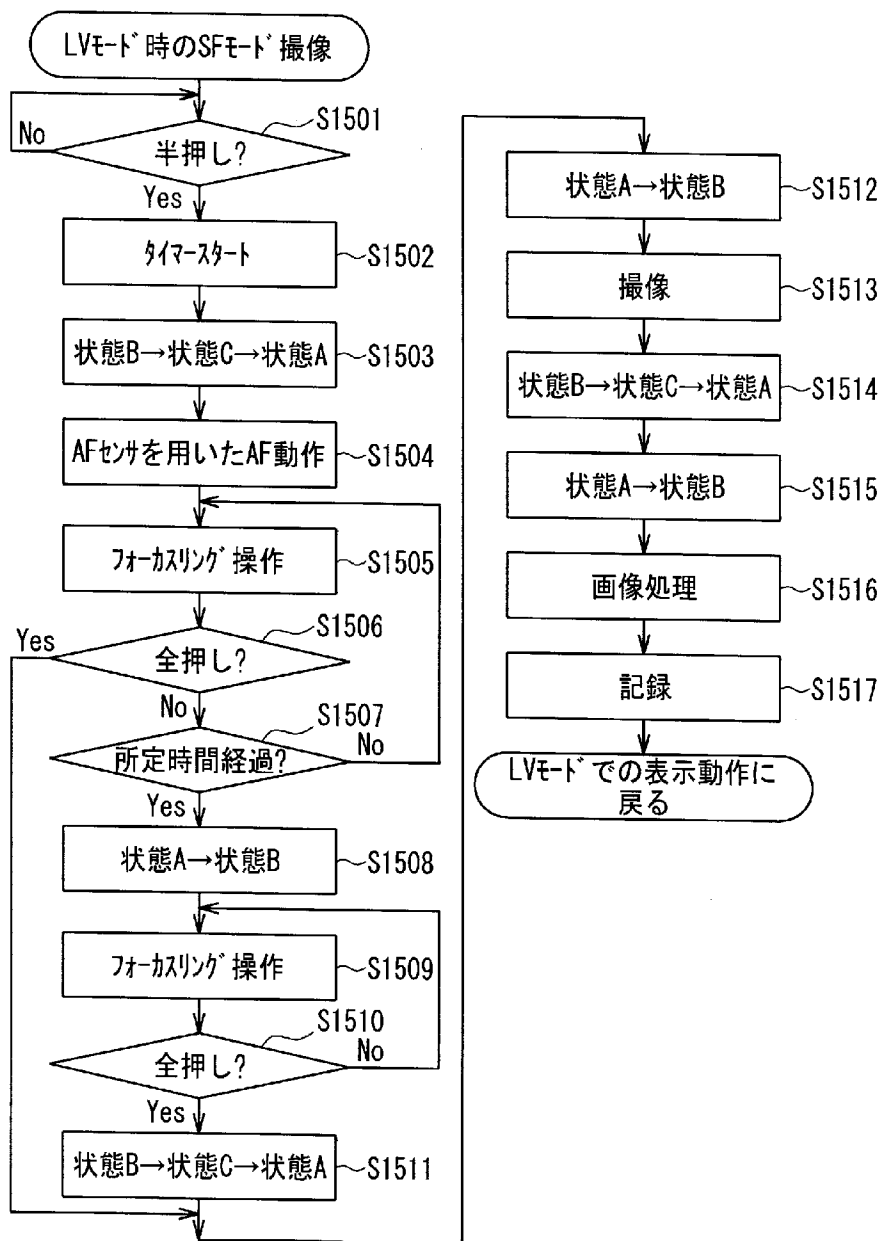 LVﾓｰﾄﾞ時のSFﾓｰﾄﾞ撮像
S1501
No
半押し?
Yes
ﾀｲﾏｰｽﾀｰﾄ
S1502
状態B→状態C→状態A
S1503
AFｾﾝｻを用いたAF動作
S1504
ﾌｫｰｶｽﾘﾝｸﾞ操作
S1505
S1506
Yes
全押し?
No
S1507
所定時間経過?
No
Yes
状態A→状態B
S1508
ﾌｫｰｶｽﾘﾝｸﾞ操作
S1509
S1510
全押し?
No
Yes
状態B→状態C→状態A
S1511
状態A→状態B
S1512
撮像
S1513
状態B→状態C→状態A
S1514
状態A→状態B
S1515
画像処理
S1516
記録
S1517
LVﾓｰﾄﾞでの表示動作に
戻る